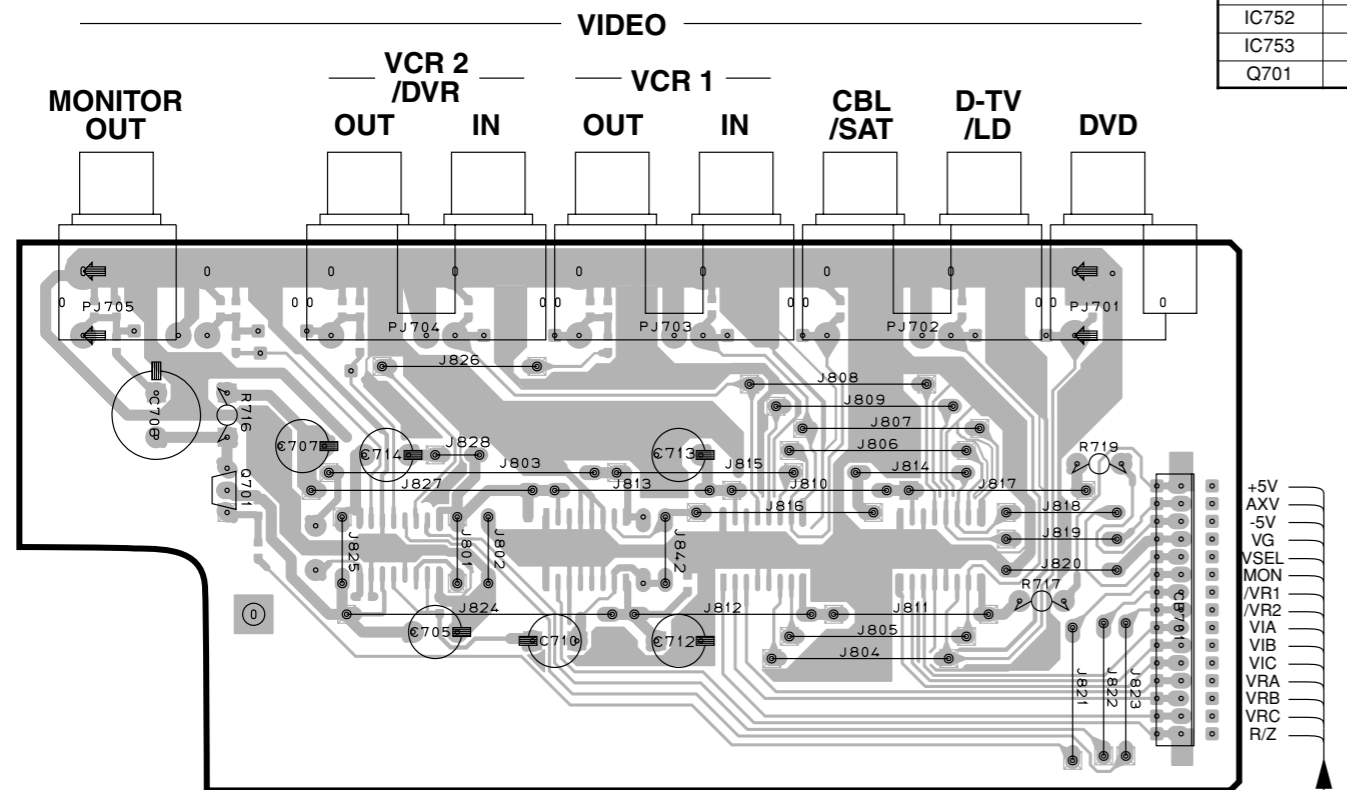 IC752
IC753
Q701
VIDEO
VCR 2
/DVR
VCR 1
MONITOR
OUT
OUT
IN
OUT
IN
CBL
/SAT
D-TV
/LD
DVD
PJ705
PJ704
PJ703
PJ702
PJ701
J826
J808
J809
J807
J806
R716
C707
C714
J828
J803
C713
J815
J814
R719
Q701
J827
J813
J810
J817
J816
J818
J819
J820
J825
J801
J802
J842
R717
J824
J812
J811
C705
C710
C712
J805
J804
J821
J822
J823
CB701
+5V
AXV
-5V
VG
VSEL
MON
/VR1
/VR2
VIA
VIB
VIC
VRA
VRB
VRC
R/Z